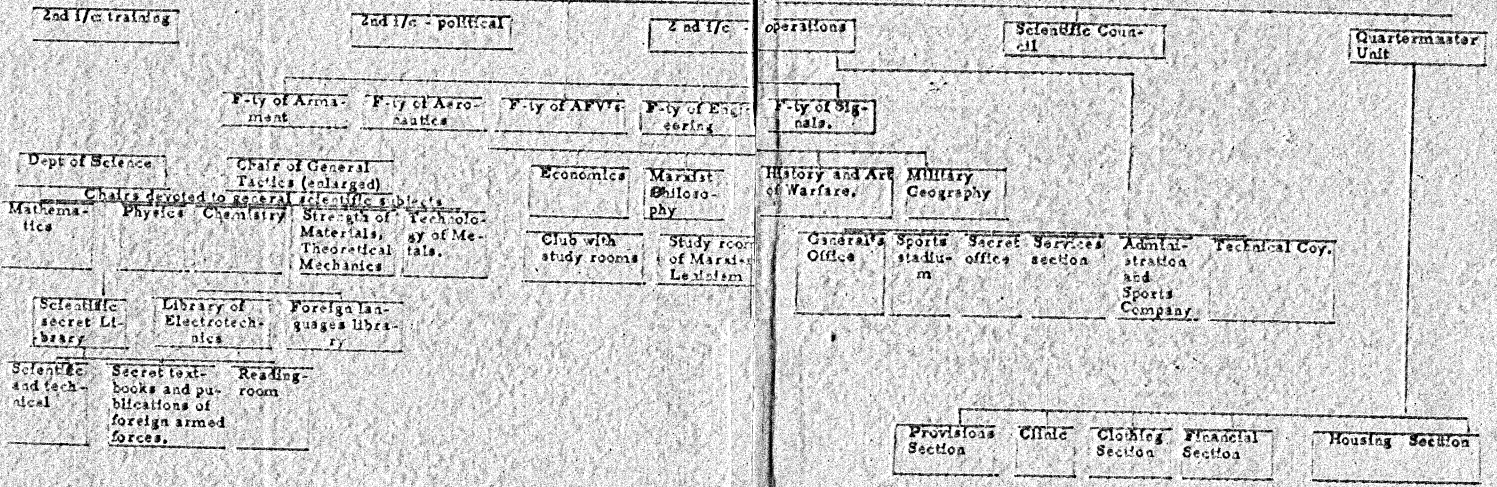 2nd i/c training
2nd i/c - political
2 nd i/c - operations
Scientific Coun-
cil
Quartermaster
Unit
F-ty of Arma-
ment
F-ty of Aero-
nautics
F-ty of AFV's
F-ty of Engin
eering
F-ty of Sig-
nals.
Dept of Science
Chair of General
Tactics (enlarged)
Economics
Marxist
Philoso-
phy
History and Art
of Warfare.
Military
Geography
Chairs devoted to general scientific subjects
Mathema-
tics
Physics
Chemistry
Strength of
Materials,
Theoretical
Mechanics
Technolo-
gy of Me-
tals.
Club with
study rooms
Study room
of Marxi
Leninism
General's
Office
Sports
stadiu-
m
Secret
office
Services
section
Admini-
stration
and
Sports
Company
Technical Coy.
Scientific
secret Li-
brary
Library of
Electrotech-
nics
Foreign lan-
guages libra-
ry
Scientific
and tech-
nical
Secret text-
books and pu-
blications of
foreign armed
forces.
Reading-
room
Provisions
Section
Clinic
Clothing
Section
Financial
Section
Housing Section